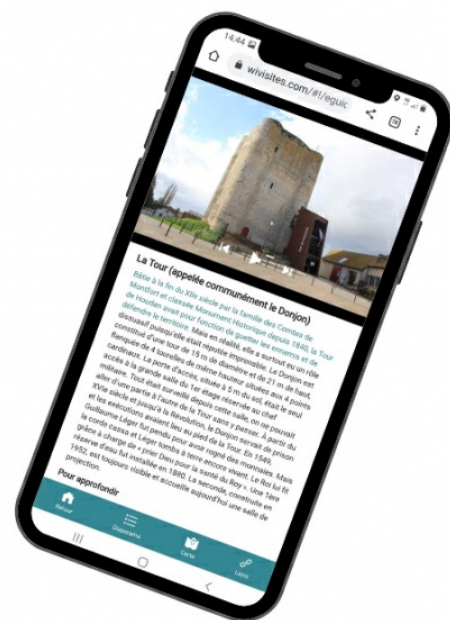 14:44
wivisites.com/#!/eguic
La Tour (appelée communément le Donjon)
Bâtie à la fin du XIIe siècle par la famille des Comtes de
Montfort et classée Monument Historique depuis 1840, la Tour
de Houdan avait pour fonction de guetter les ennemis et de
défendre le territoire. Mais en réalité, elle a surtout eu un rôle
dissuasif puisqu'elle était réputée imprenable. Le Donjon est
constitué d'une tour de 15 m de diamètre et de 21 m de haut,
flanquée de 4 tourelles de même hauteur situées aux 4 points
cardinaux. La porte d'accès, située à 5 m du sol, était le seul
accès à la grande salle du 1er étage réservée au chef
militaire. Tout était surveillé depuis cette salle, on ne pouvait
aller d'une partie à l'autre de la Tour sans y passer. À partir du
XVIe siècle et jusqu'à la Révolution, le Donjon servait de prison
et les exécutions avaient lieu au pied de la Tour. En 1549,
Guillaume Léger fut pendu pour avoir rogné des monnaies. Mais
le corde cassa et Léger tomba à terre encore vivant. Le Roi lui fit
grâce à charge de « prier Dieu pour la santé du Roy ». Une 1ère
réserve d'eau fut installée en 1880. La seconde, construite en
1952, est toujours visible et accueille aujourd'hui une salle de
projection.
Pour approfondir
Retour
Diaporama
Carte
Liens